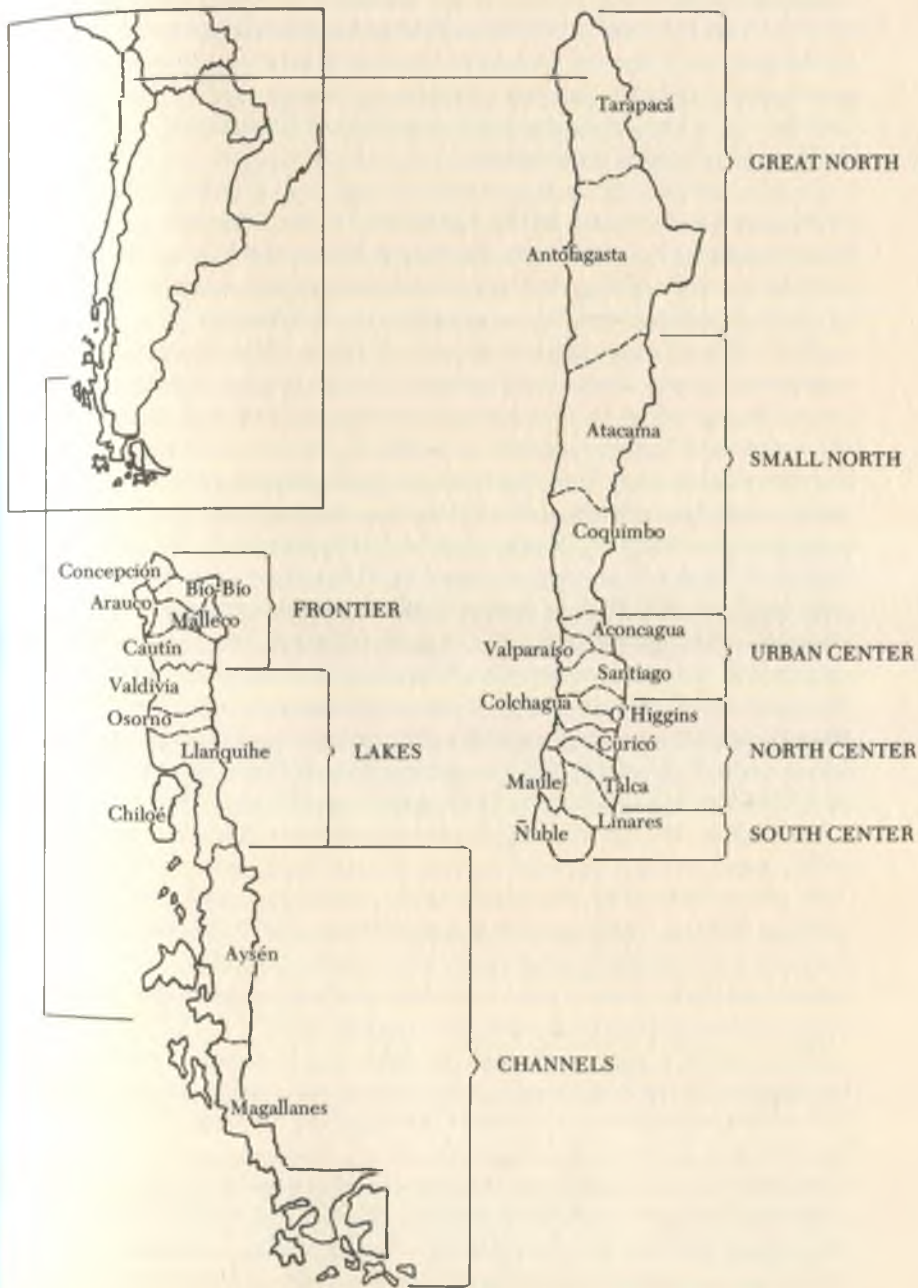 Tarapacá
GREAT NORTH
Antofagasta
Atacama
SMALL NORTH
Coquimbo
Aconcagua
Valparaíso
URBAN CENTER
Santiago
Colchagua
O'Higgins
Curicó
NORTH CENTER
Maule
Talca
Linares
Ñuble
SOUTH CENTER
Concepción
Bío-Bío
Arauco
FRONTIER
Malleco
Cautín
Valdivia
Osorno
Llanquihe
LAKES
Chiloé
Aysén
CHANNELS
Magallanes